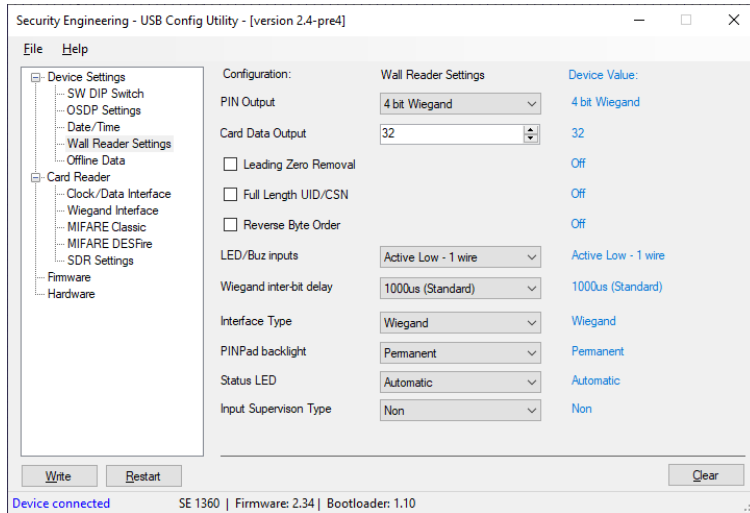 Security Engineering - USB Config Utility - [version 2.4-pre4]
File Help
Device Settings
SW DIP Switch
OSDP Settings
Date/Time
Wall Reader Settings
Offline Data
Card Reader
Clock/Data Interface
Wiegand Interface
MIFARE Classic
MIFARE DESFire
SDR Settings
Firmware
Hardware
Configuration: Wall Reader Settings Device Value:
PIN Output 4 bit Wiegand 4 bit Wiegand
Card Data Output 32 32
Leading Zero Removal Off
Full Length UID/CSN Off
Reverse Byte Order Off
LED/Buz inputs Active Low - 1 wire Active Low - 1 wire
Wiegand inter-bit delay 1000us (Standard) 1000us (Standard)
Interface Type Wiegand Wiegand
PINPad backlight Permanent Permanent
Status LED Automatic Automatic
Input Supervison Type Non Non
Write Restart Clear
Device connected SE 1360 | Firmware: 2.34 | Bootloader: 1.10